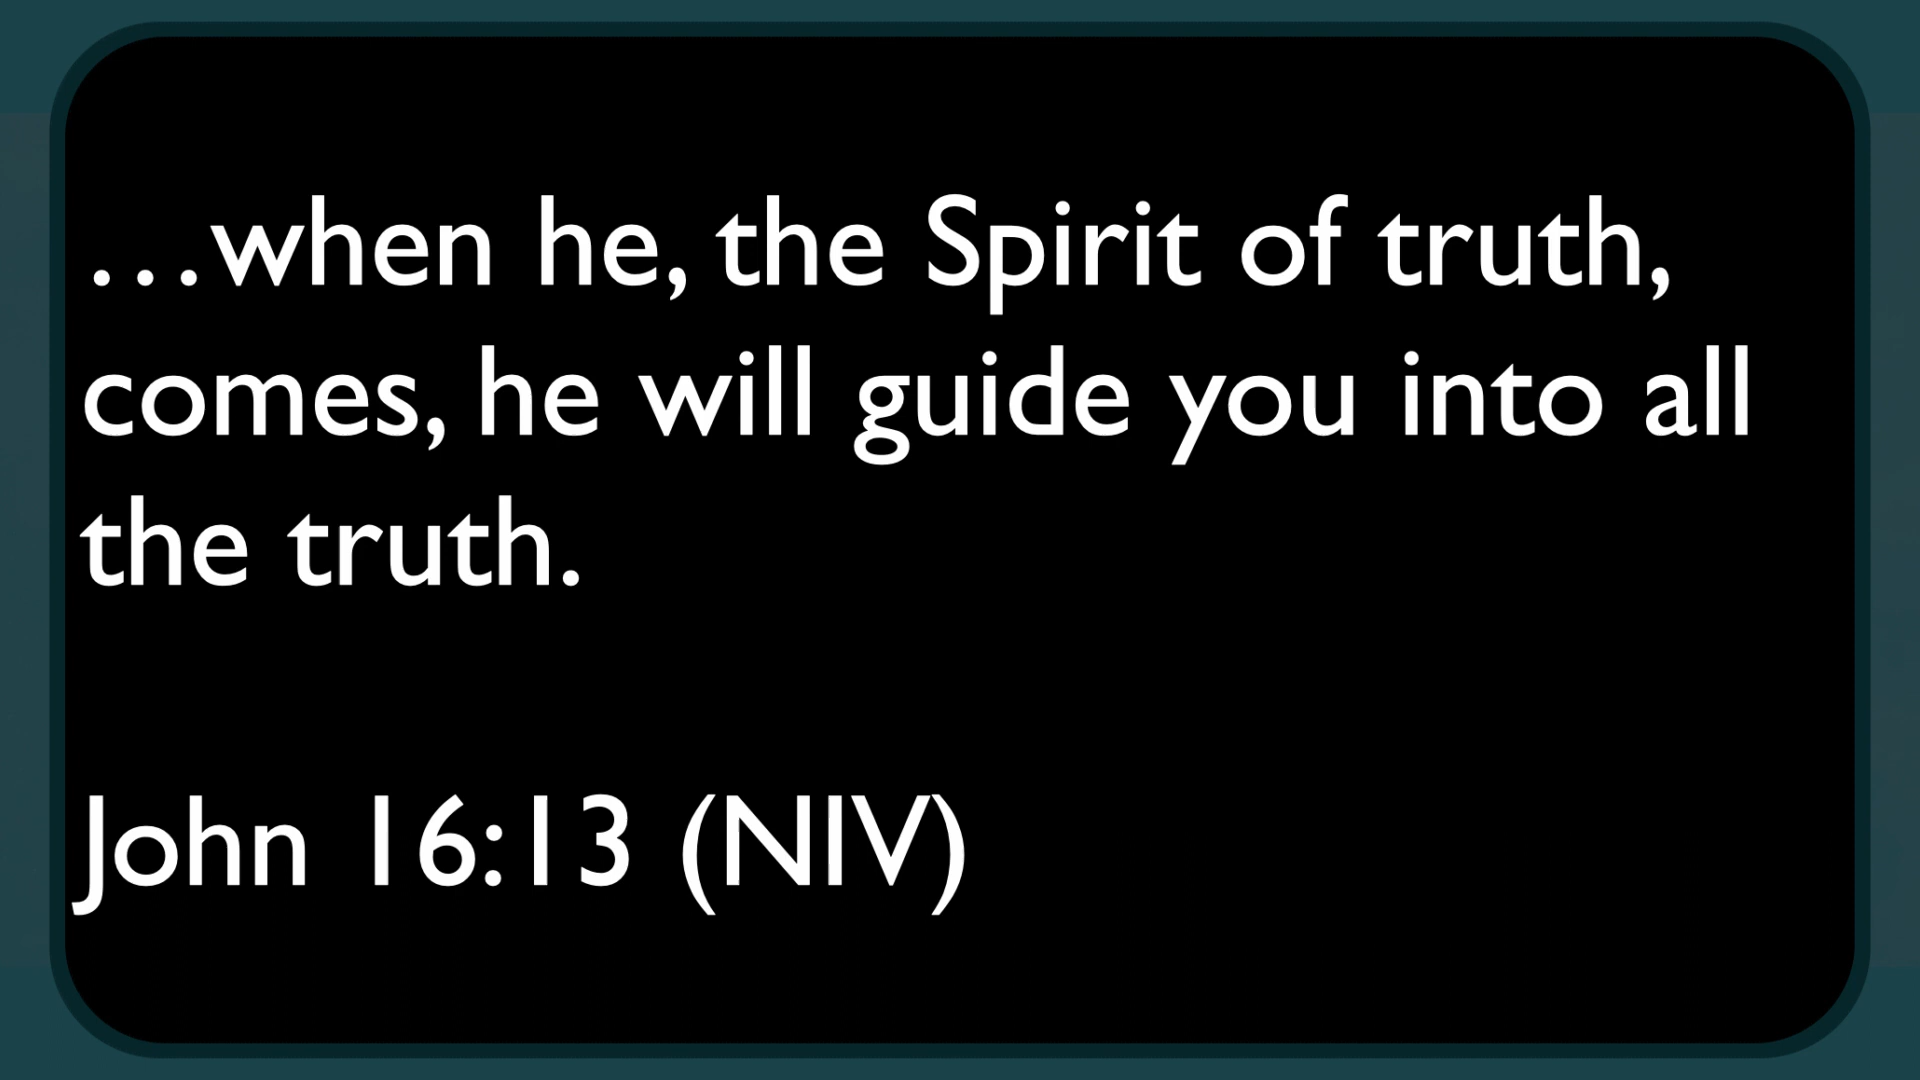 …when he, the Spirit of truth,
comes, he will guide you into all
the truth.
John 16:13 (NIV)